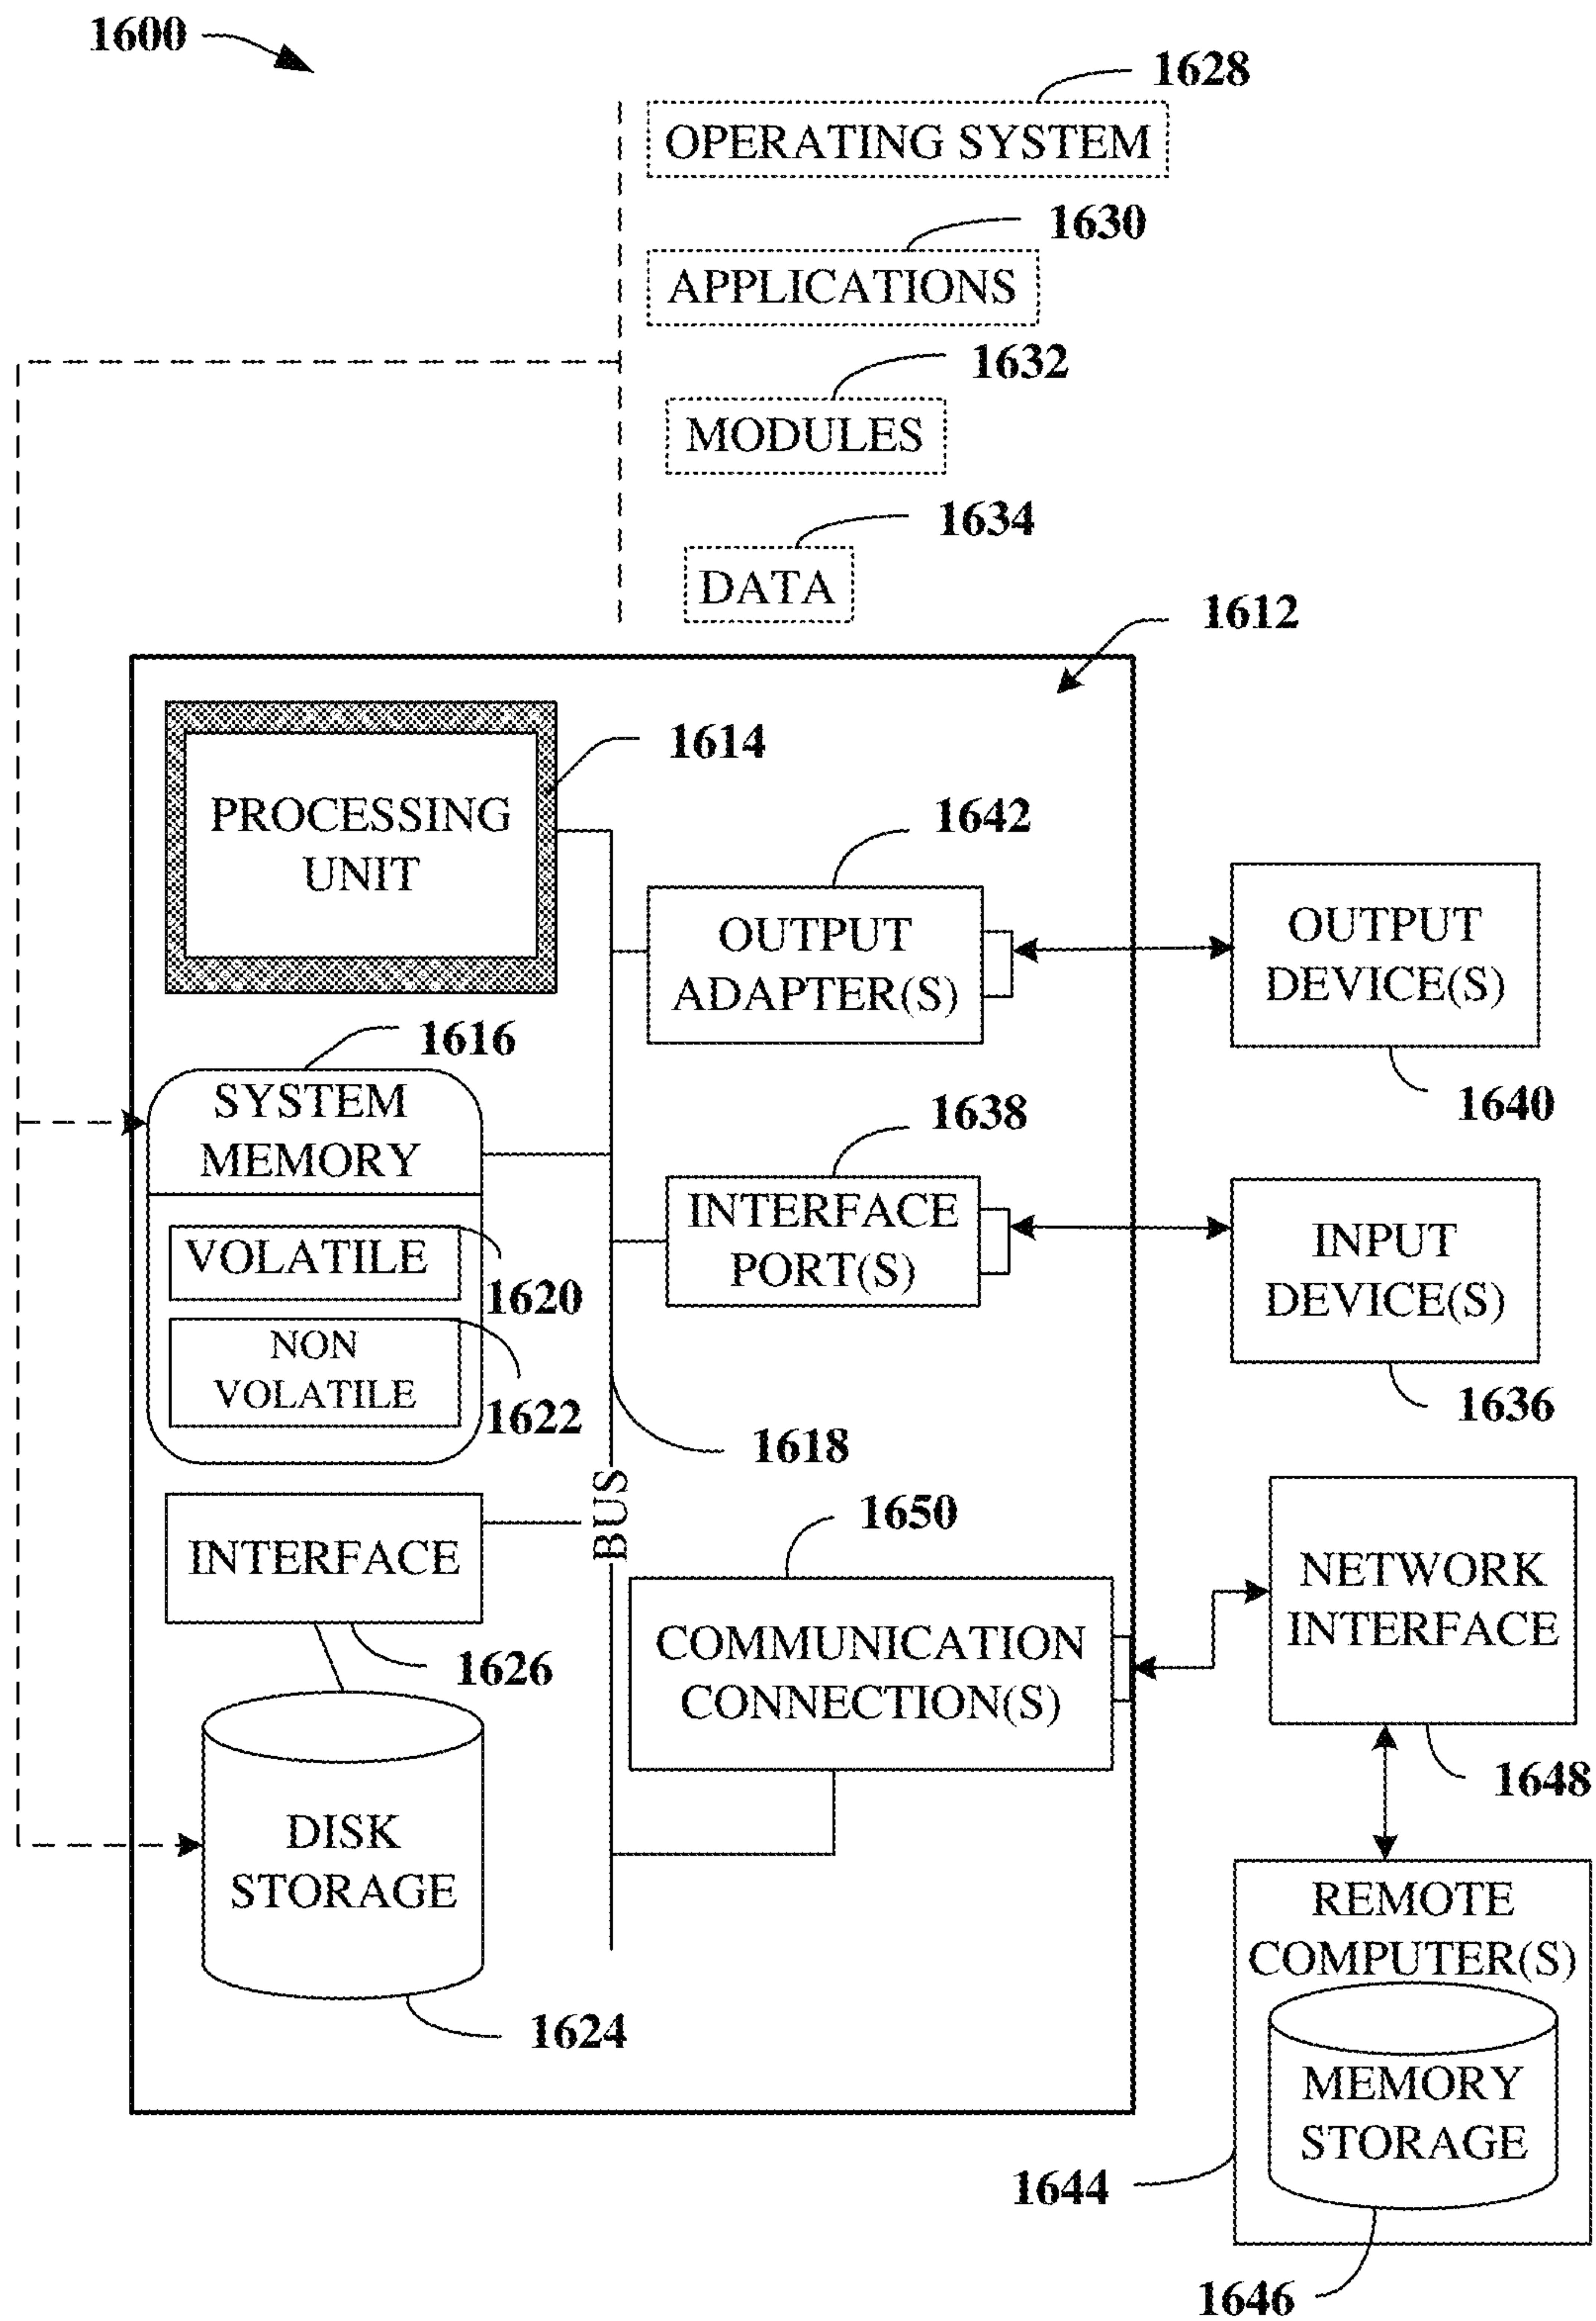 1600
1628
OPERATING SYSTEM
1630
APPLICATIONS
1632
MODULES
1634
DATA
1612
1614
PROCESSING
UNIT
1642
OUTPUT
ADAPTER(S)
OUTPUT
DEVICE(S)
1640
1616
SYSTEM
MEMORY
VOLATILE
1620
NON
VOLATILE
1622
1638
INTERFACE
PORT(S)
INPUT
DEVICE(S)
1636
1618
BUS
INTERFACE
1626
1650
COMMUNICATION
CONNECTION(S)
NETWORK
INTERFACE
1648
DISK
STORAGE
1624
REMOTE
COMPUTER(S)
MEMORY
STORAGE
1644
1646